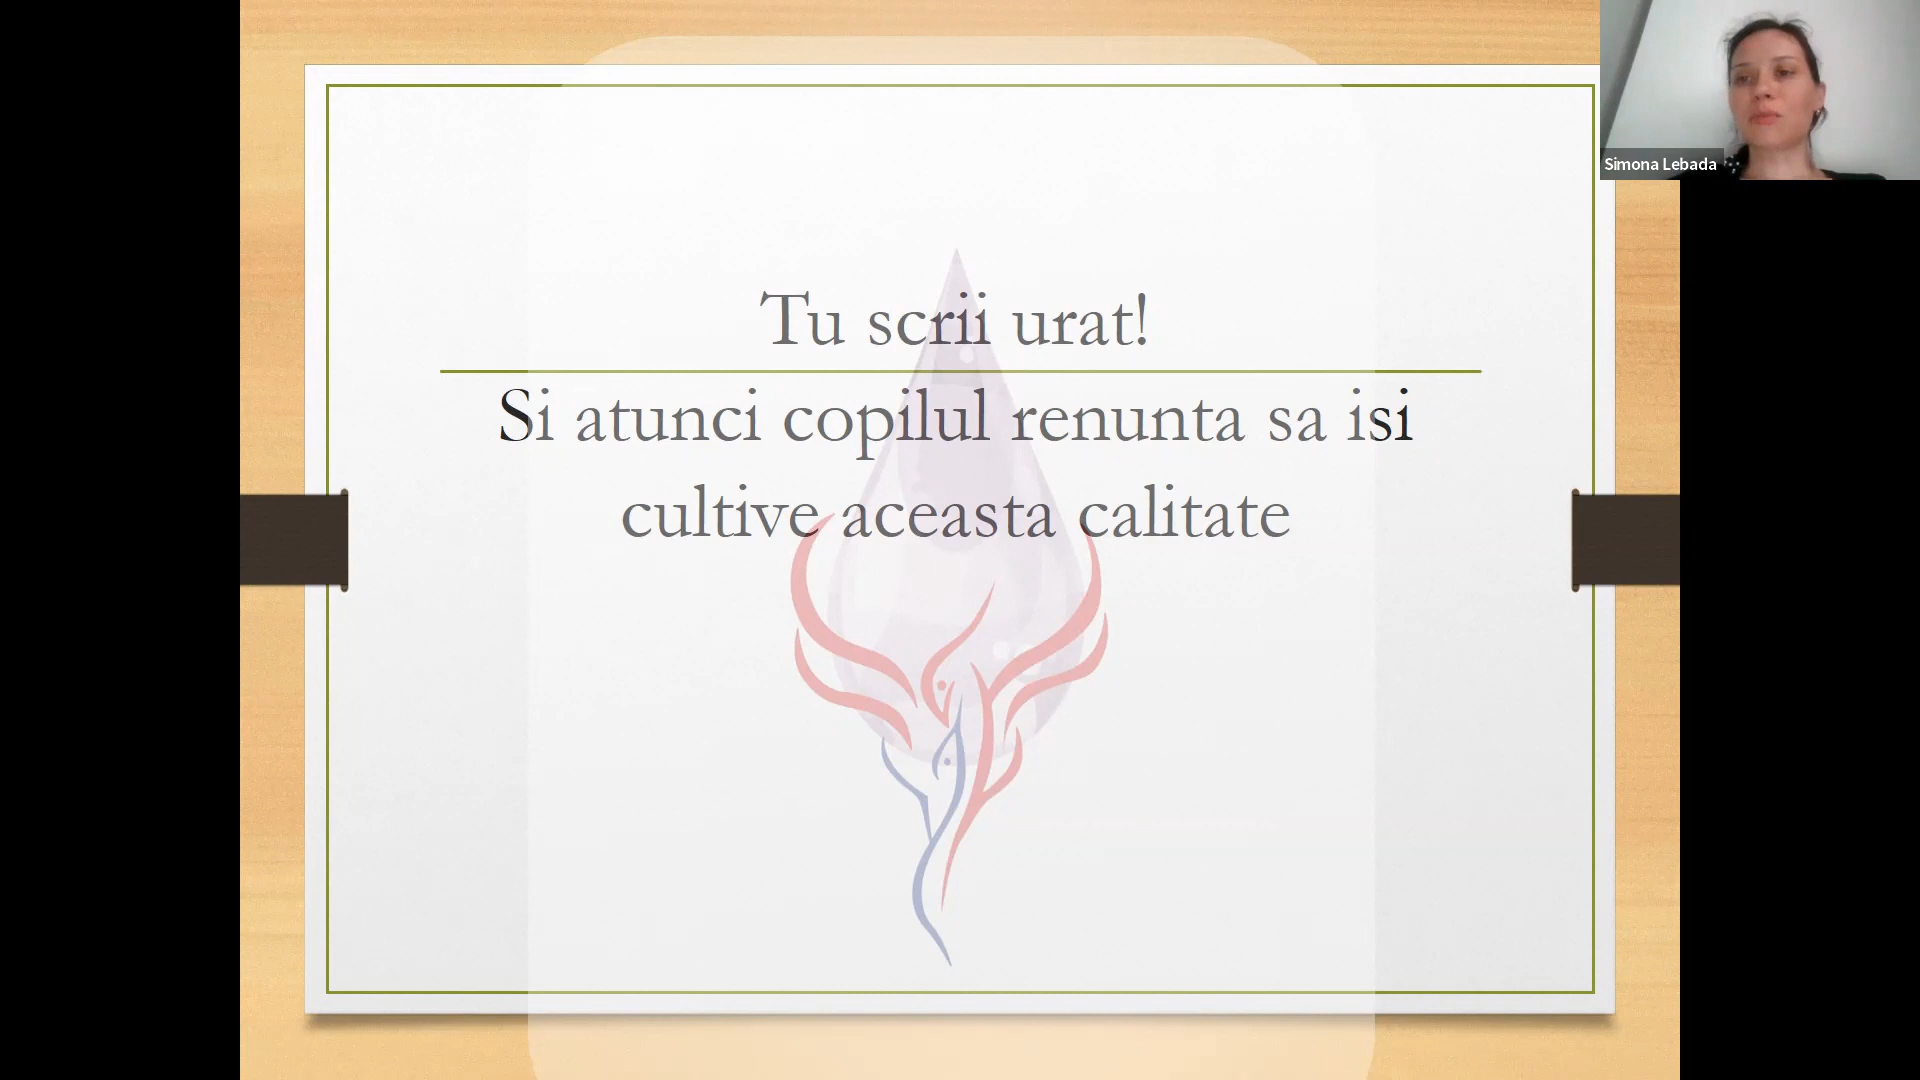 Simona Lebada
Tu scrii urat!
Si atunci copilul renunta sa isi
cultive aceasta calitate